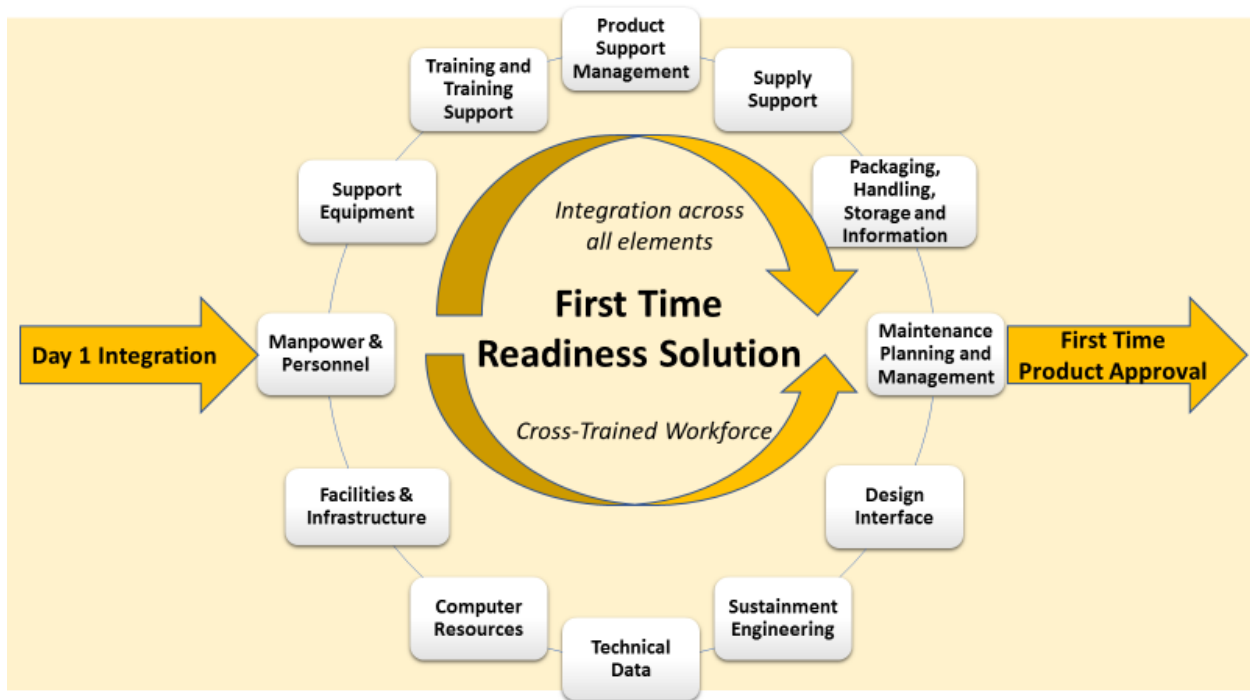 Product
Support
Management
Training and
Training
Support
Supply
Support
Packaging,
Handling,
Storage and
Information
Support
Equipment
Integration across
all elements
First Time
Readiness Solution
Day 1 Integration
Manpower &
Personnel
Maintenance
Planning and
Management
First Time
Product Approval
Cross-Trained Workforce
Facilities &
Infrastructure
Design
Interface
Computer
Resources
Sustainment
Engineering
Technical
Data